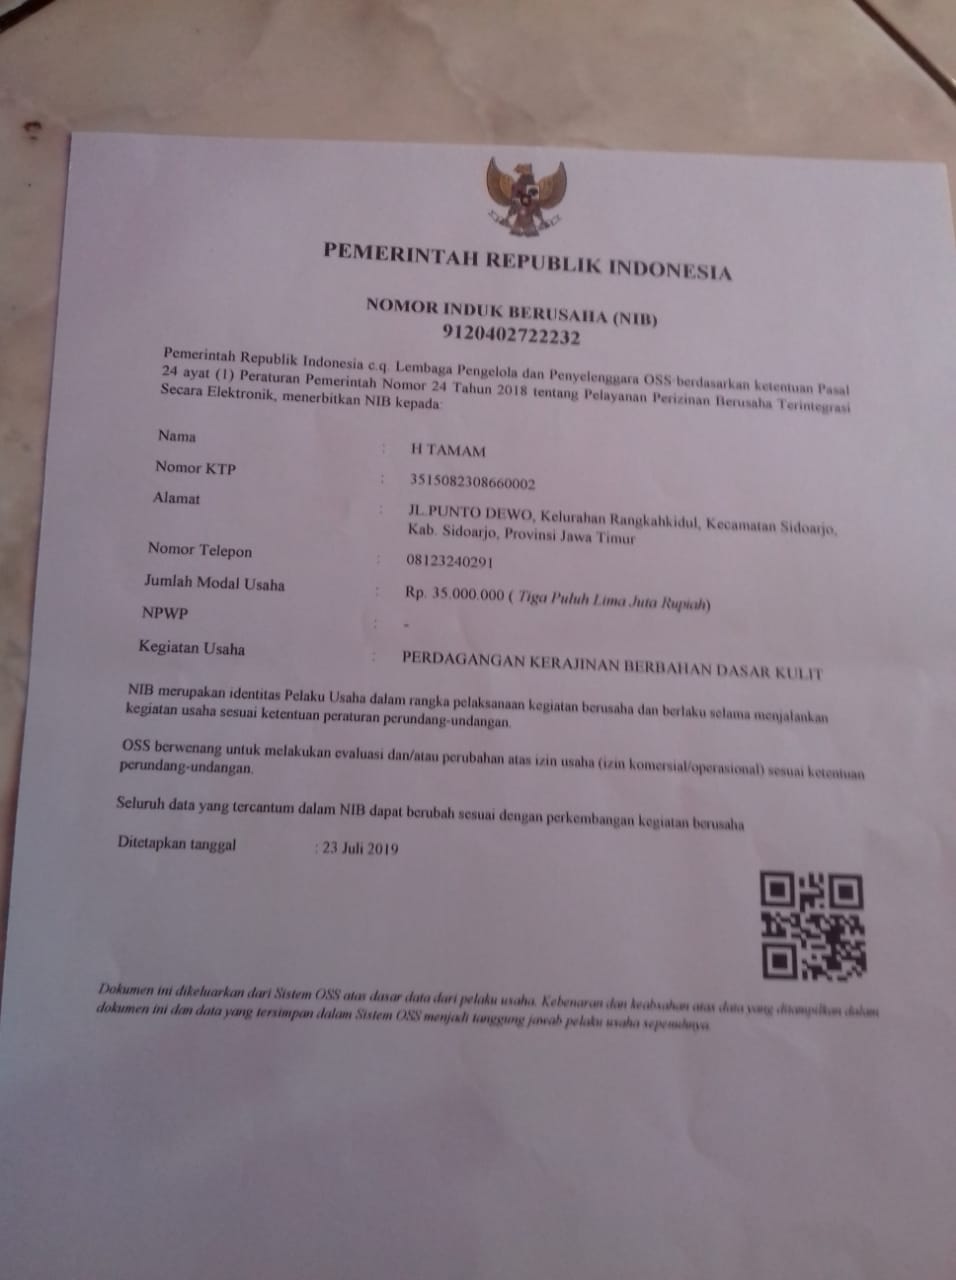 PEMERINTAH REPUBLIK INDONESIA
NOMOR INDUK BERUSAHA (NIB)
9120402722232
Pemerintah Republik Indonesia c.q. Lembaga Pengelola dan Penyelenggara OSS berdasarkan ketentuan Pasal
24 ayat (1) Peraturan Pemerintah Nomor 24 Tahun 2018 tentang Pelayanan Perizinan Berusaha Terintegrasi
Secara Elektronik, menerbitkan NIB kepada:
Nama : H TAMAM
Nomor KTP : 3515082308660002
Alamat : JL.PUNTO DEWO, Kelurahan Rangkahkidul, Kecamatan Sidoarjo,
Kab. Sidoarjo, Provinsi Jawa Timur
Nomor Telepon : 08123240291
Jumlah Modal Usaha : Rp. 35.000.000 ( Tiga Puluh Lima Juta Rupiah)
NPWP : -
Kegiatan Usaha : PERDAGANGAN KERAJINAN BERBAHAN DASAR KULIT
NIB merupakan identitas Pelaku Usaha dalam rangka pelaksanaan kegiatan berusaha dan berlaku selama menjalankan
kegiatan usaha sesuai ketentuan peraturan perundang-undangan.
OSS berwenang untuk melakukan evaluasi dan/atau perubahan atas izin usaha (izin komersial/operasional) sesuai ketentuan
perundang-undangan.
Seluruh data yang tercantum dalam NIB dapat berubah sesuai dengan perkembangan kegiatan berusaha
Ditetapkan tanggal : 23 Juli 2019
Dokumen ini dikeluarkan dari Sistem OSS atas dasar data dari pelaku usaha. Kebenaran dan keabsahan atas data yang ditampilkan dalam
dokumen ini dan data yang tersimpan dalam Sistem OSS menjadi tanggung jawab pelaku usaha sepenuhnya.